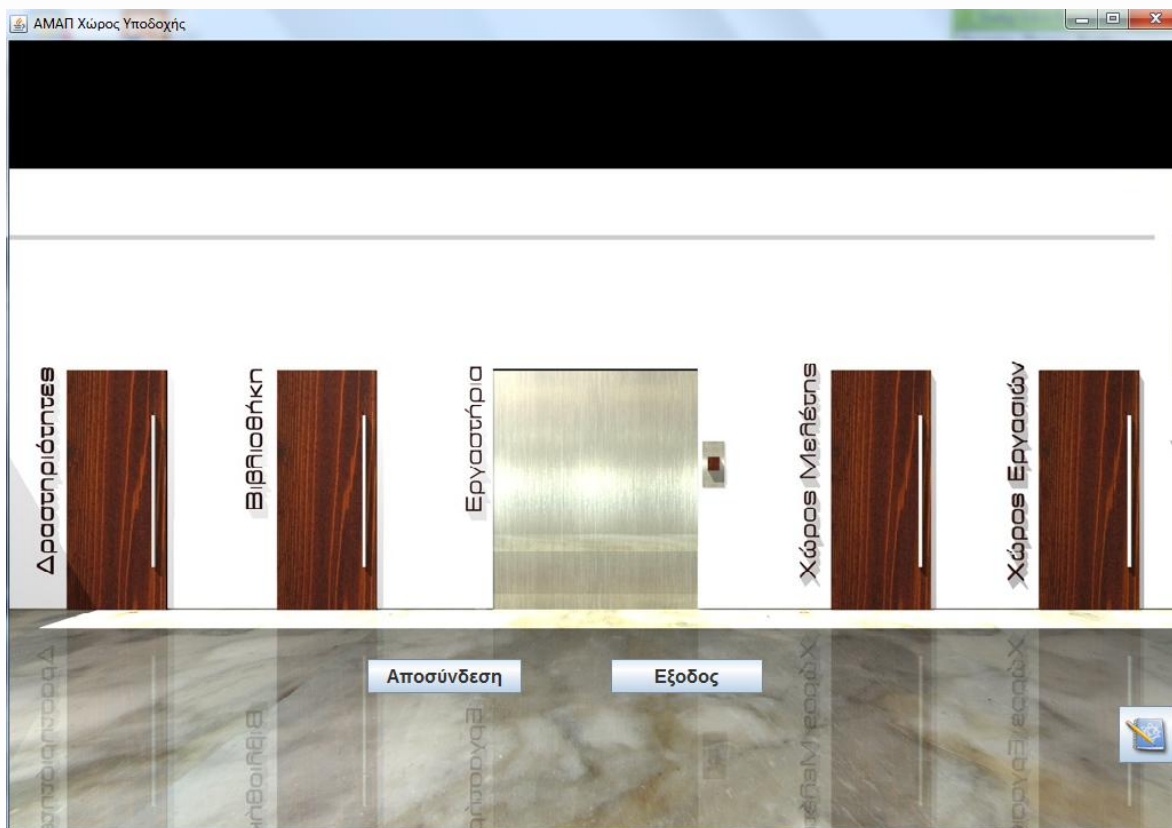 ΑΜΑΠ Χώρος Υποδοχής
Δραστηριότητες
Βιβλιοθήκη
Εργαστήρια
Χώρος Μελέτης
Χώρος Εργασιών
Αποσύνδεση
Εξοδος